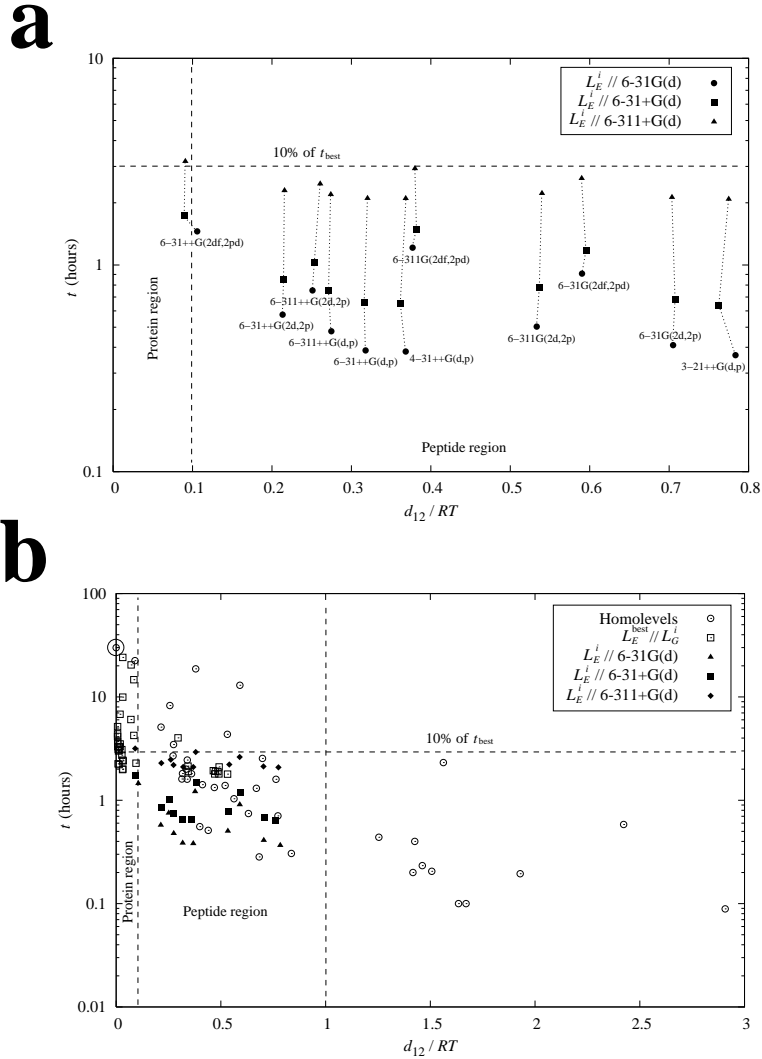 a
10
1
0.1
t (hours)
L_E^i // 6-31G(d)
L_E^i // 6-31+G(d)
L_E^i // 6-311+G(d)
10% of t_best
6−31++G(2df,2pd)
6−311G(2df,2pd)
6−31G(2df,2pd)
6−311++G(2d,2p)
6−31++G(2d,2p)
6−311++G(d,p)
6−311G(2d,2p)
6−31G(2d,2p)
6−31++G(d,p)
4−31++G(d,p)
3−21++G(d,p)
Protein region
Peptide region
0 0.1 0.2 0.3 0.4 0.5 0.6 0.7 0.8
d_12 / RT
b
100
10
1
0.1
0.01
t (hours)
Homolevels
L_E^best // L_G^i
L_E^i // 6-31G(d)
L_E^i // 6-31+G(d)
L_E^i // 6-311+G(d)
10% of t_best
Protein region
Peptide region
0 0.5 1 1.5 2 2.5 3
d_12 / RT